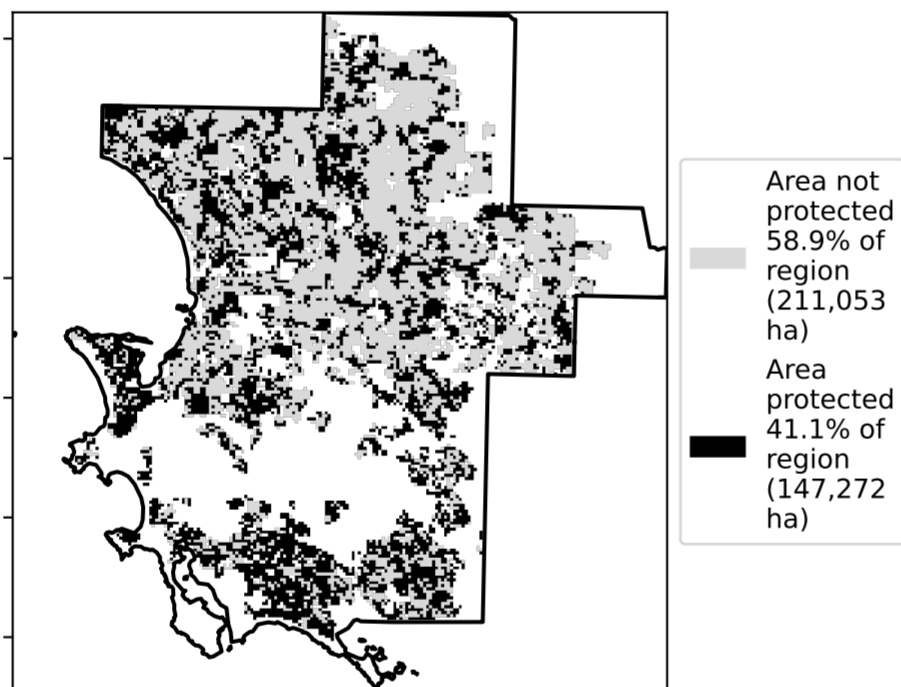 Area not
protected
58.9% of
region
(211,053
ha)
Area
protected
41.1% of
region
(147,272
ha)